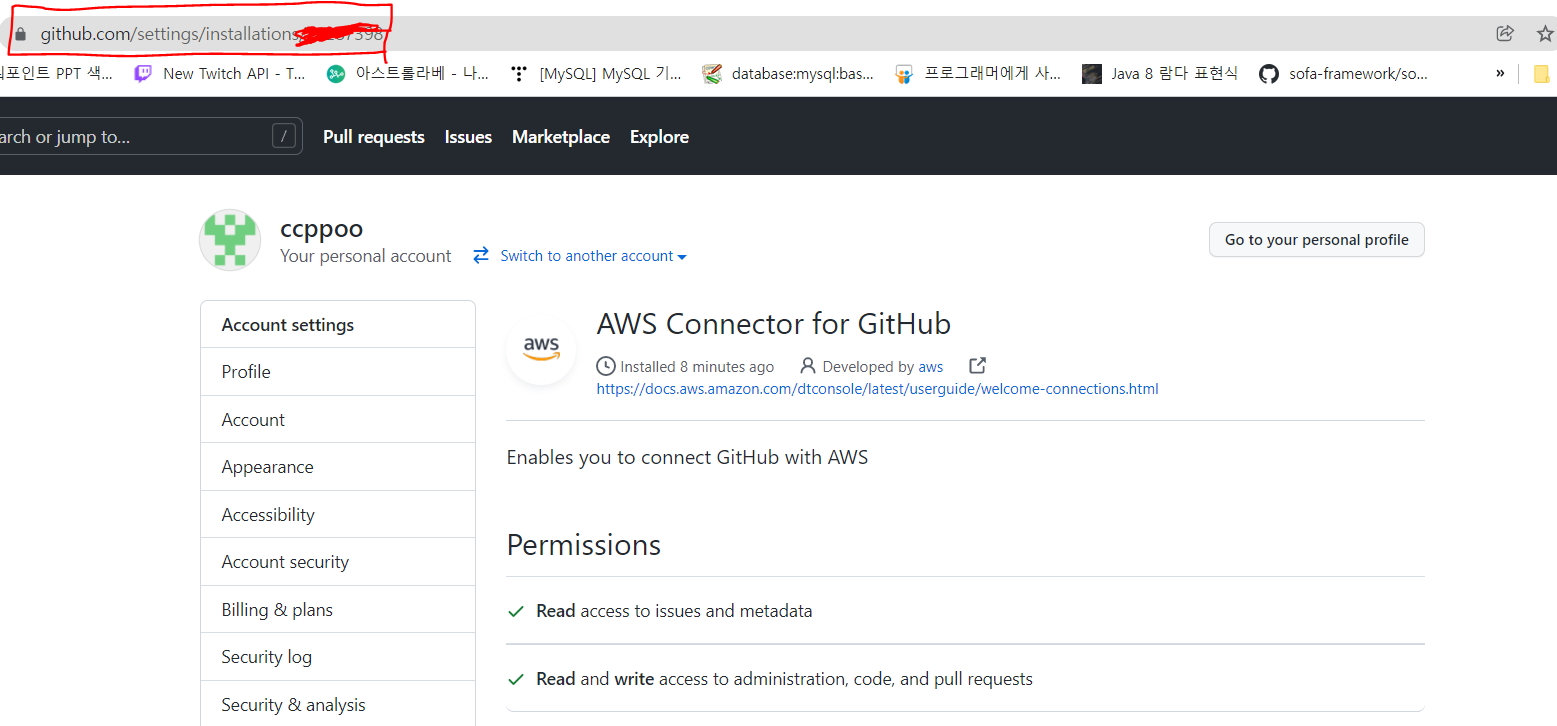 github.com/settings/installations 7398
포인트 PPT 색... New Twitch API - T... 아스트롤라베 - 나... [MySQL] MySQL 기... database:mysql:bas... 프로그래머에게 사... Java 8 람다 표현식 sofa-framework/so... »
arch or jump to... / Pull requests Issues Marketplace Explore
ccppoo
Your personal account Switch to another account
Go to your personal profile
Account settings
Profile
Account
Appearance
Accessibility
Account security
Billing & plans
Security log
Security & analysis
aws
AWS Connector for GitHub
Installed 8 minutes ago Developed by aws
https://docs.aws.amazon.com/dtconsole/latest/userguide/welcome-connections.html
Enables you to connect GitHub with AWS
Permissions
Read access to issues and metadata
Read and write access to administration, code, and pull requests